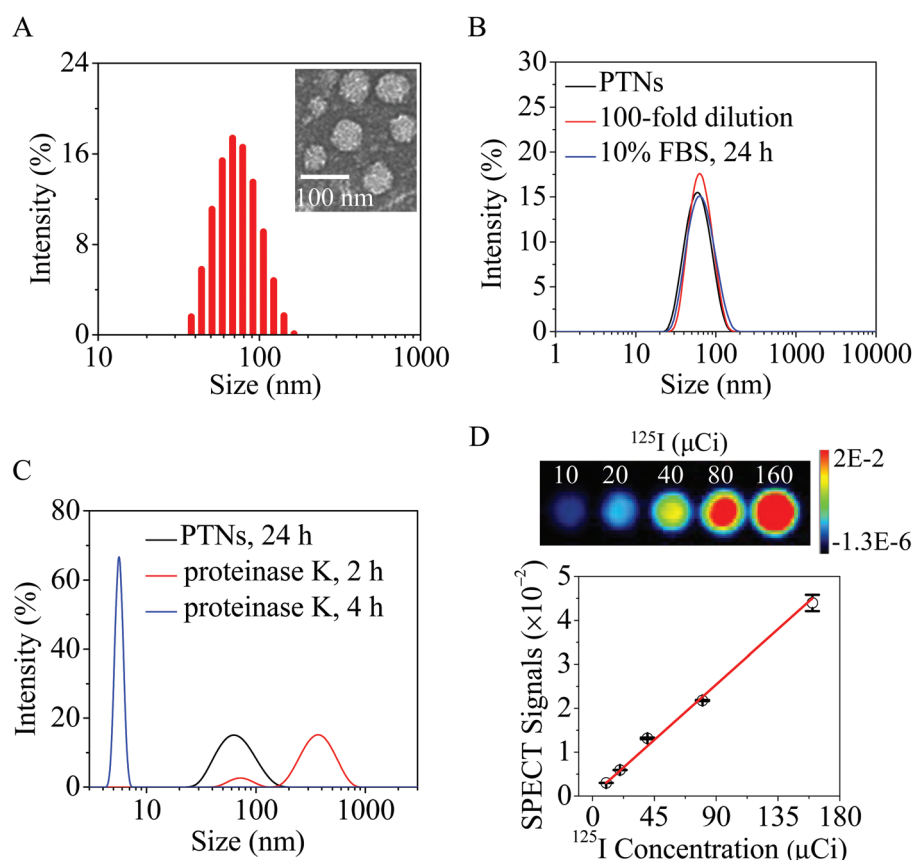 A
Intensity (%)
24
16
8
0
100 nm
10
100
1000
Size (nm)
B
Intensity (%)
30
25
20
15
10
5
0
PTNs
100-fold dilution
10% FBS, 24 h
1
10
100
1000
10000
Size (nm)
C
Intensity (%)
80
60
40
20
0
PTNs, 24 h
proteinase K, 2 h
proteinase K, 4 h
10
100
1000
Size (nm)
D
¹²⁵I (μCi)
10 20 40 80 160
2E-2
-1.3E-6
SPECT Signals (×10⁻²)
5
4
3
2
1
0
0 45 90 135 180
¹²⁵I Concentration (μCi)